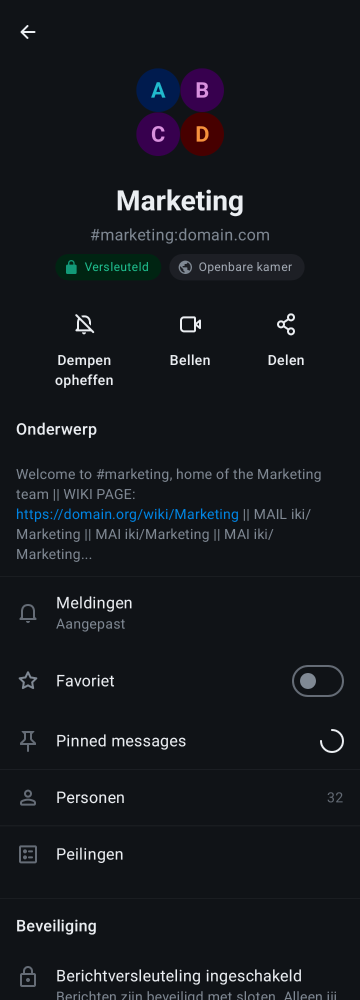 A B
C D
Marketing
#marketing:domain.com
Versleuteld Openbare kamer
Dempen opheffen
Bellen
Delen
Onderwerp
Welcome to #marketing, home of the Marketing
team || WIKI PAGE:
https://domain.org/wiki/Marketing || MAIL iki/
Marketing || MAI iki/Marketing || MAI iki/
Marketing...
Meldingen
Aangepast
Favoriet
Pinned messages
Personen 32
Peilingen
Beveiliging
Berichtversleuteling ingeschakeld
Berichten zijn beveiligd met sloten. Alleen jij